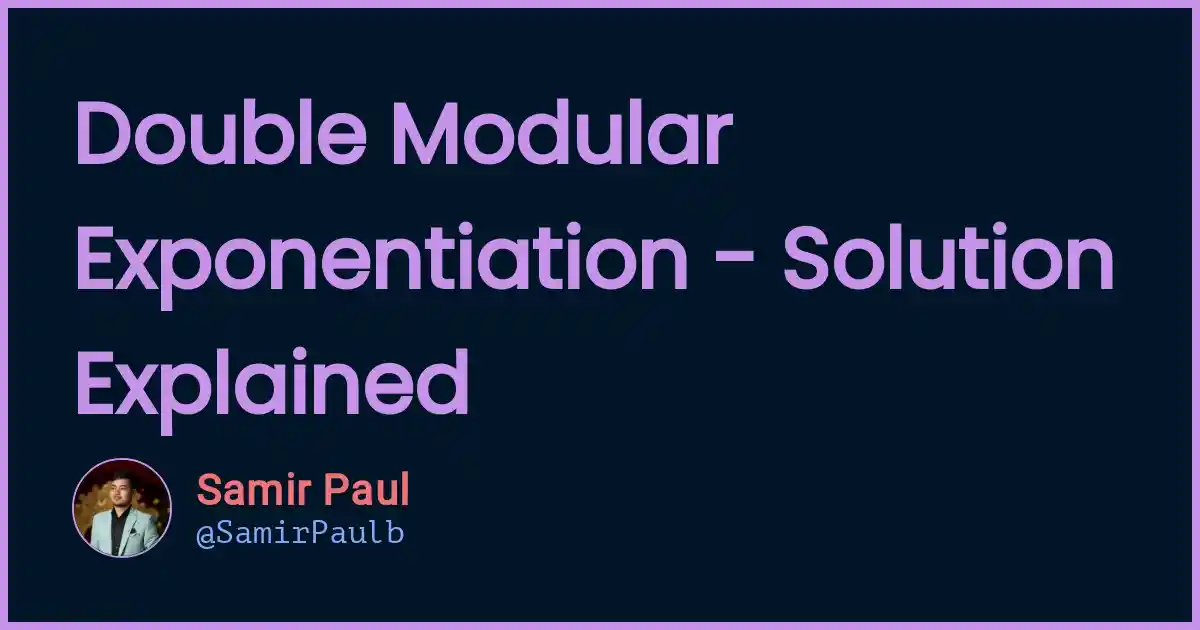 Double Modular
Exponentiation - Solution
Explained
Samir Paul
@SamirPaulb